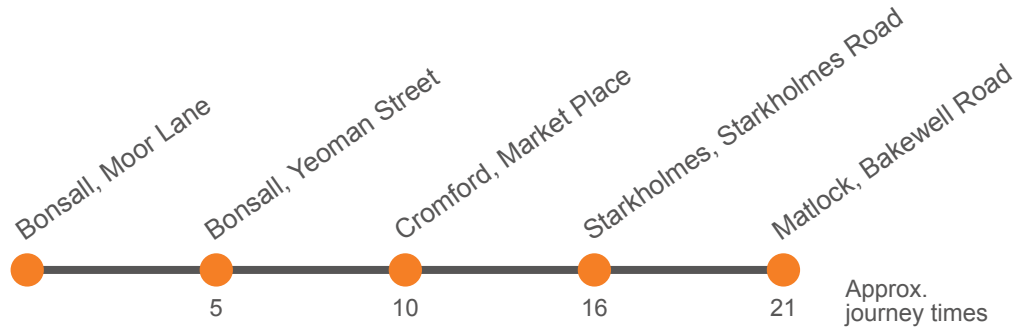 Bonsall, Moor Lane
Bonsall, Yeoman Street
Cromford, Market Place
Starkholmes, Starkholmes Road
Matlock, Bakewell Road
5
10
16
21
Approx.
journey times